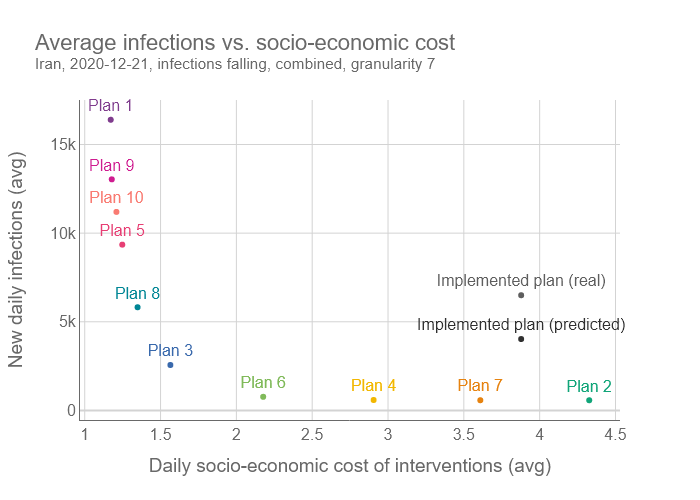 Average infections vs. socio-economic cost
Iran, 2020-12-21, infections falling, combined, granularity 7
New daily infections (avg)
15k
10k
5k
0
Plan 1
Plan 9
Plan 10
Plan 5
Implemented plan (real)
Plan 8
Implemented plan (predicted)
Plan 3
Plan 6
Plan 4
Plan 7
Plan 2
1
1.5
2
2.5
3
3.5
4
4.5
Daily socio-economic cost of interventions (avg)